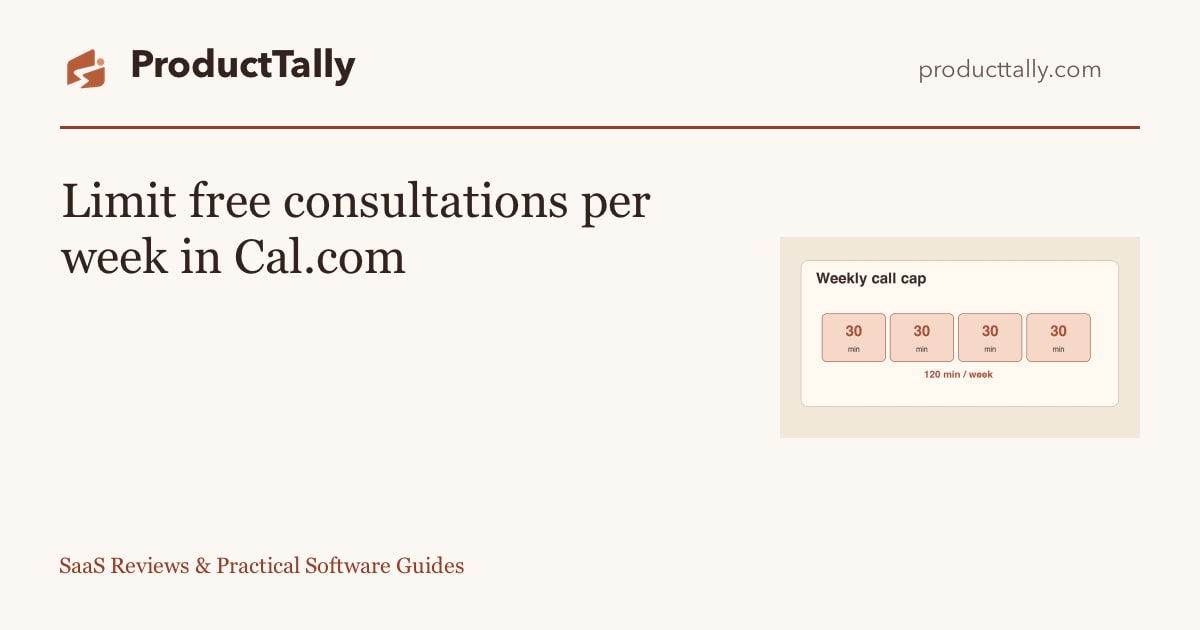 ProductTally
producttally.com
Limit free consultations per
week in Cal.com
Weekly call cap
30 30 30 30
min min min min
120 min / week
SaaS Reviews & Practical Software Guides